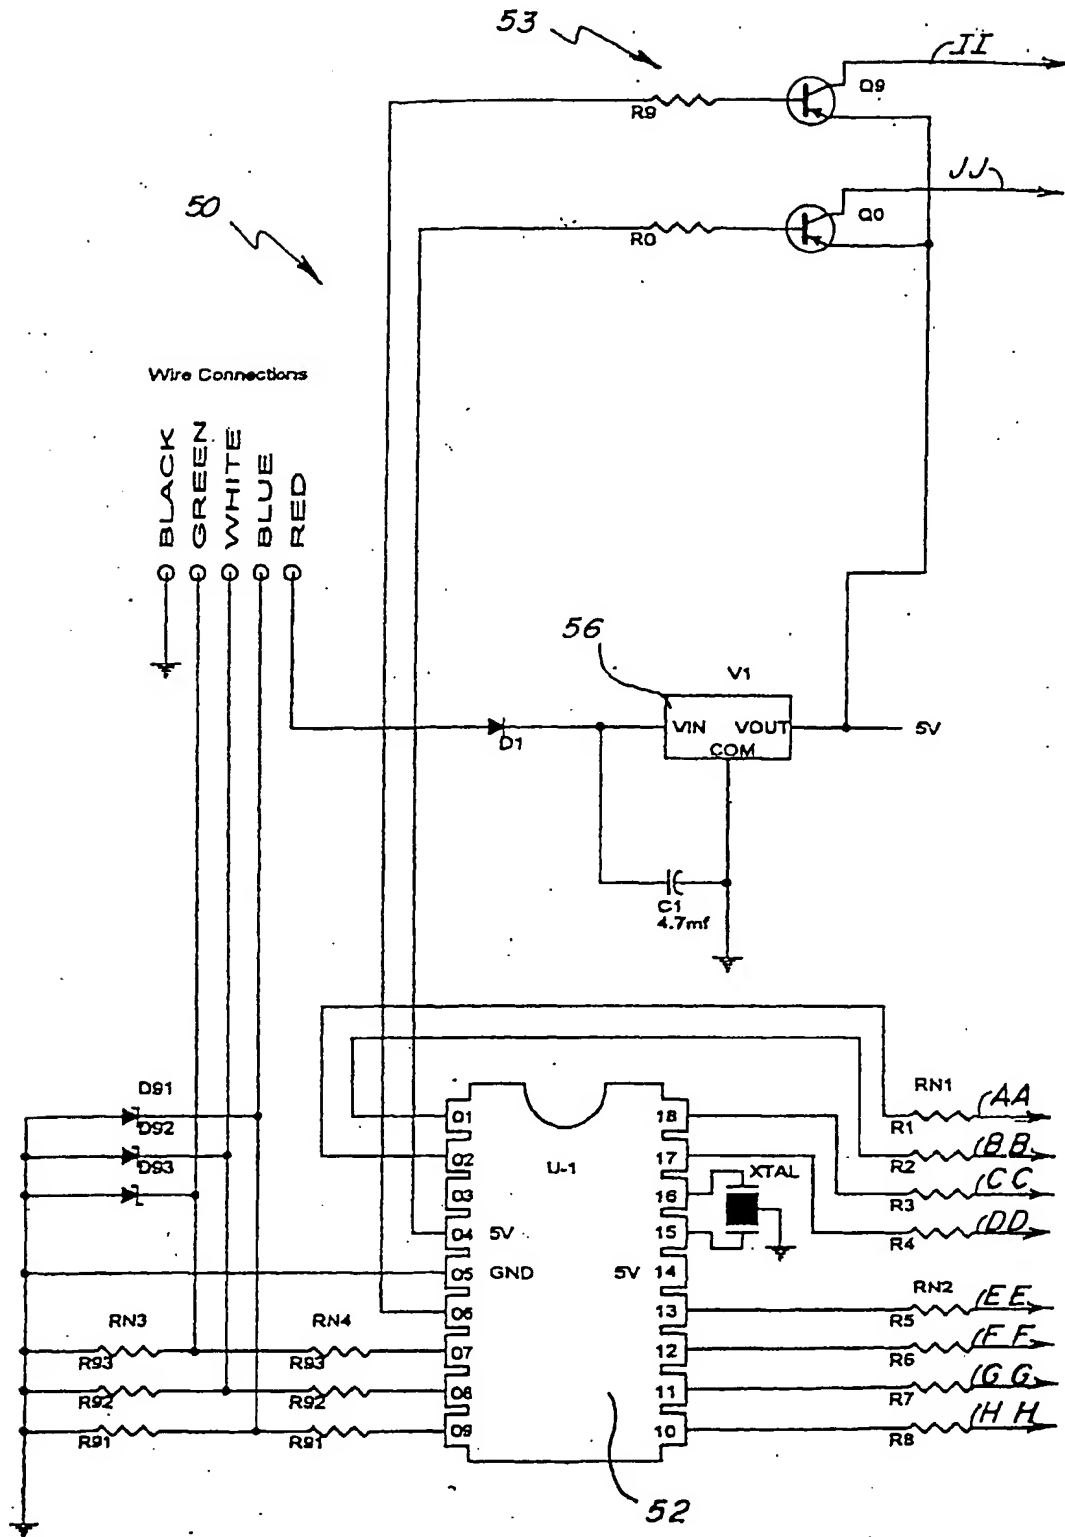 53
II
Q9
R9
JJ
50
Q0
R0
Wire Connections
BLACK
GREEN
WHITE
BLUE
RED
56
V1
VIN VOUT
COM
5V
D1
C1
4.7mf
D91
D92
D93
RN1
AA
R1
BB
R2
CC
R3
DD
R4
RN2
EE
R5
FF
R6
GG
R7
HH
R8
U-1
XTAL
01
02
03
04 5V
05 GND
06
07
08
09
18
17
16
15
5V 14
13
12
11
10
RN3
RN4
R93
R93
R92
R92
R91
R91
52